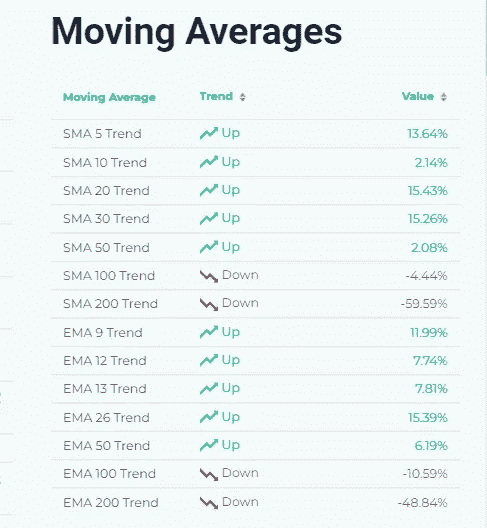 Moving Averages
Moving Average Trend Value
SMA 5 Trend Up 13.64%
SMA 10 Trend Up 2.14%
SMA 20 Trend Up 15.43%
SMA 30 Trend Up 15.26%
SMA 50 Trend Up 2.08%
SMA 100 Trend Down -4.44%
SMA 200 Trend Down -59.59%
EMA 9 Trend Up 11.99%
EMA 12 Trend Up 7.74%
EMA 13 Trend Up 7.81%
EMA 26 Trend Up 15.39%
EMA 50 Trend Up 6.19%
EMA 100 Trend Down -10.59%
EMA 200 Trend Down -48.84%